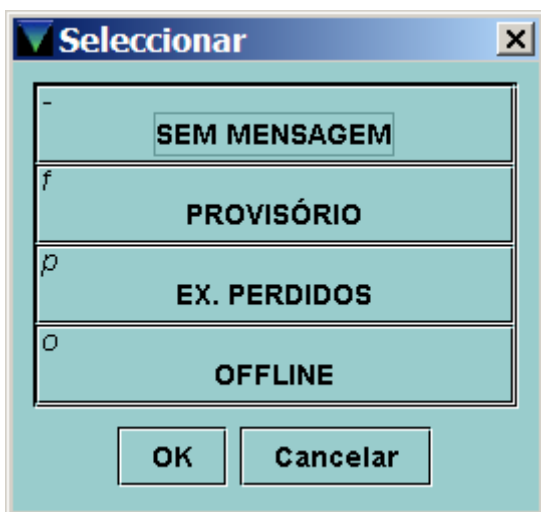 Seleccionar
-
SEM MENSAGEM
f
PROVISÓRIO
p
EX. PERDIDOS
o
OFFLINE
OK Cancelar